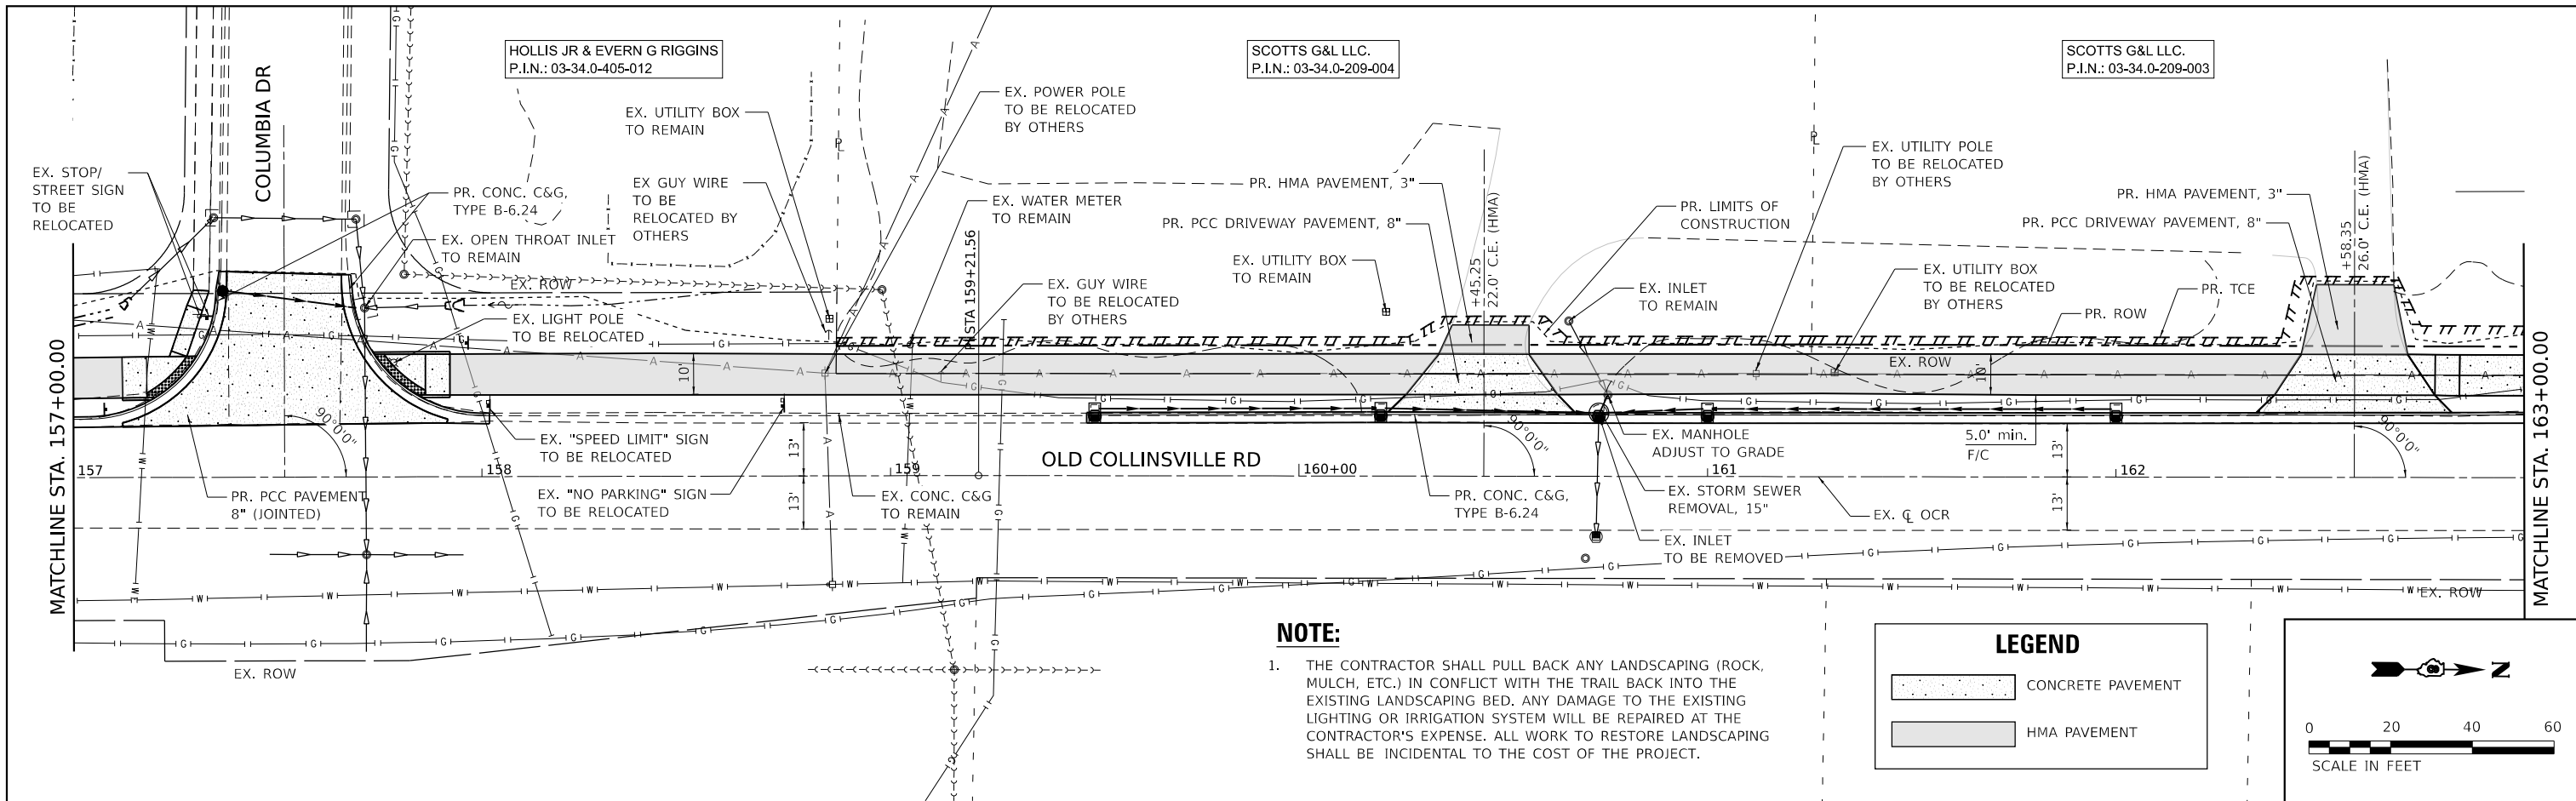 HOLLIS JR & EVERN G RIGGINS
P.I.N.: 03-34.0-405-012
SCOTTS G&L LLC.
P.I.N.: 03-34.0-209-004
SCOTTS G&L LLC.
P.I.N.: 03-34.0-209-003
COLUMBIA DR
EX. STOP/
STREET SIGN
TO BE
RELOCATED
PR. CONC. C&G,
TYPE B-6.24
EX. OPEN THROAT INLET
TO REMAIN
EX. ROW
EX. LIGHT POLE
TO BE RELOCATED
EX. UTILITY BOX
TO REMAIN
EX GUY WIRE
TO BE
RELOCATED BY
OTHERS
EX. POWER POLE
TO BE RELOCATED
BY OTHERS
EX. WATER METER
TO REMAIN
PI STA 159+21.56
EX. GUY WIRE
TO BE RELOCATED
BY OTHERS
PR. HMA PAVEMENT, 3"
PR. PCC DRIVEWAY PAVEMENT, 8"
EX. UTILITY BOX
TO REMAIN
+45.25
22.0' C.E. (HMA)
PR. LIMITS OF
CONSTRUCTION
EX. INLET
TO REMAIN
EX. UTILITY POLE
TO BE RELOCATED
BY OTHERS
EX. UTILITY BOX
TO BE RELOCATED
BY OTHERS
PR. HMA PAVEMENT, 3"
PR. PCC DRIVEWAY PAVEMENT, 8"
PR. TCE
PR. ROW
+58.35
26.0' C.E. (HMA)
EX. ROW
10'
10'
MATCHLINE STA. 157+00.00
MATCHLINE STA. 163+00.00
90°0'0"
90°0'0"
90°0'0"
157
158
159
160+00
161
162
OLD COLLINSVILLE RD
PR. PCC PAVEMENT
8" (JOINTED)
EX. "SPEED LIMIT" SIGN
TO BE RELOCATED
EX. "NO PARKING" SIGN
TO BE RELOCATED
13'
13'
EX. CONC. C&G
TO REMAIN
PR. CONC. C&G,
TYPE B-6.24
EX. MANHOLE
ADJUST TO GRADE
EX. STORM SEWER
REMOVAL, 15"
EX. INLET
TO BE REMOVED
5.0' min.
F/C
13'
13'
EX. ℄ OCR
EX. ROW
EX. ROW
NOTE:
1. THE CONTRACTOR SHALL PULL BACK ANY LANDSCAPING (ROCK,
MULCH, ETC.) IN CONFLICT WITH THE TRAIL BACK INTO THE
EXISTING LANDSCAPING BED. ANY DAMAGE TO THE EXISTING
LIGHTING OR IRRIGATION SYSTEM WILL BE REPAIRED AT THE
CONTRACTOR'S EXPENSE. ALL WORK TO RESTORE LANDSCAPING
SHALL BE INCIDENTAL TO THE COST OF THE PROJECT.
LEGEND
CONCRETE PAVEMENT
HMA PAVEMENT
N
0 20 40 60
SCALE IN FEET